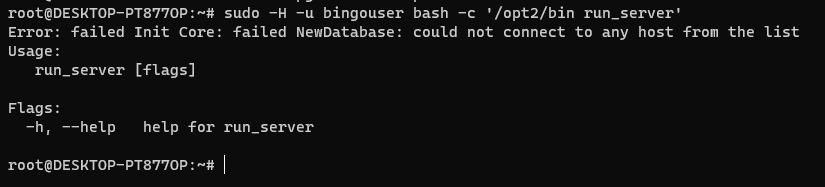 root@DESKTOP-PT877OP:~# sudo -H -u bingouser bash -c '/opt2/bin run_server'
Error: failed Init Core: failed NewDatabase: could not connect to any host from the list
Usage:
   run_server [flags]

Flags:
  -h, --help   help for run_server

root@DESKTOP-PT877OP:~#